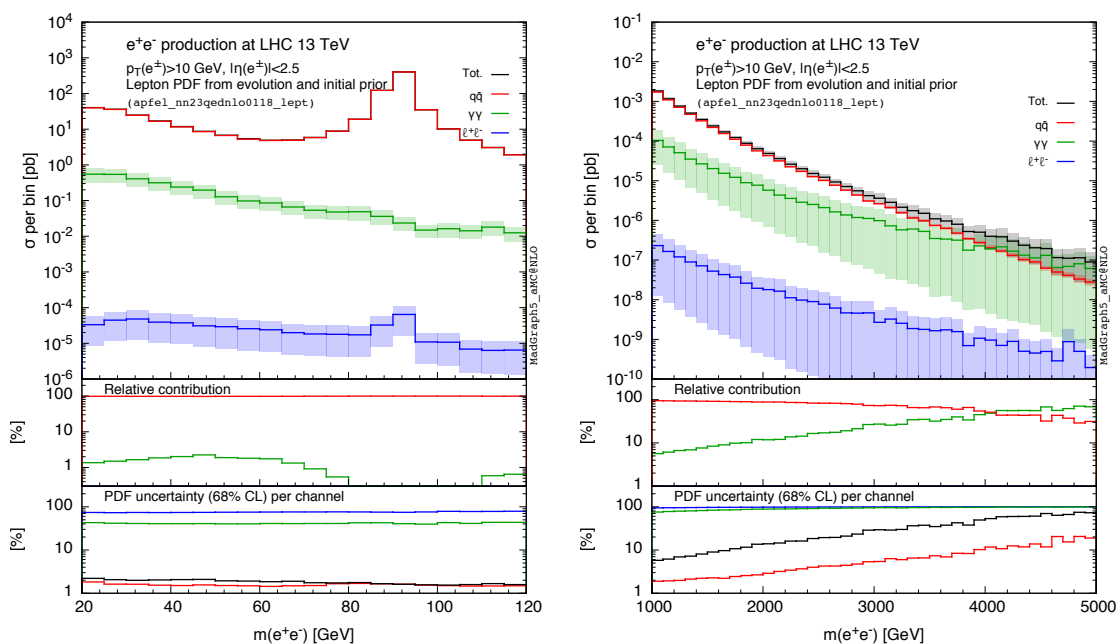 e⁺e⁻ production at LHC 13 TeV
p_T(e^±)>10 GeV, |η(e^±)|<2.5
Lepton PDF from evolution and initial prior
(apfel_nn23qednlo0118_lept)
Tot.
qq̄
γγ
ℓ⁺ℓ⁻
σ per bin [pb]
10⁴
10³
10²
10¹
10⁰
10⁻¹
10⁻²
10⁻³
10⁻⁴
10⁻⁵
10⁻⁶
MadGraph5_aMC@NLO
Relative contribution
[%]
100
10
1
PDF uncertainty (68% CL) per channel
[%]
100
10
1
20
40
60
80
100
120
m(e⁺e⁻) [GeV]
e⁺e⁻ production at LHC 13 TeV
p_T(e^±)>10 GeV, |η(e^±)|<2.5
Lepton PDF from evolution and initial prior
(apfel_nn23qednlo0118_lept)
Tot.
qq̄
γγ
ℓ⁺ℓ⁻
σ per bin [pb]
10⁻¹
10⁻²
10⁻³
10⁻⁴
10⁻⁵
10⁻⁶
10⁻⁷
10⁻⁸
10⁻⁹
10⁻¹⁰
MadGraph5_aMC@NLO
Relative contribution
[%]
100
10
1
PDF uncertainty (68% CL) per channel
[%]
100
10
1
1000
2000
3000
4000
5000
m(e⁺e⁻) [GeV]